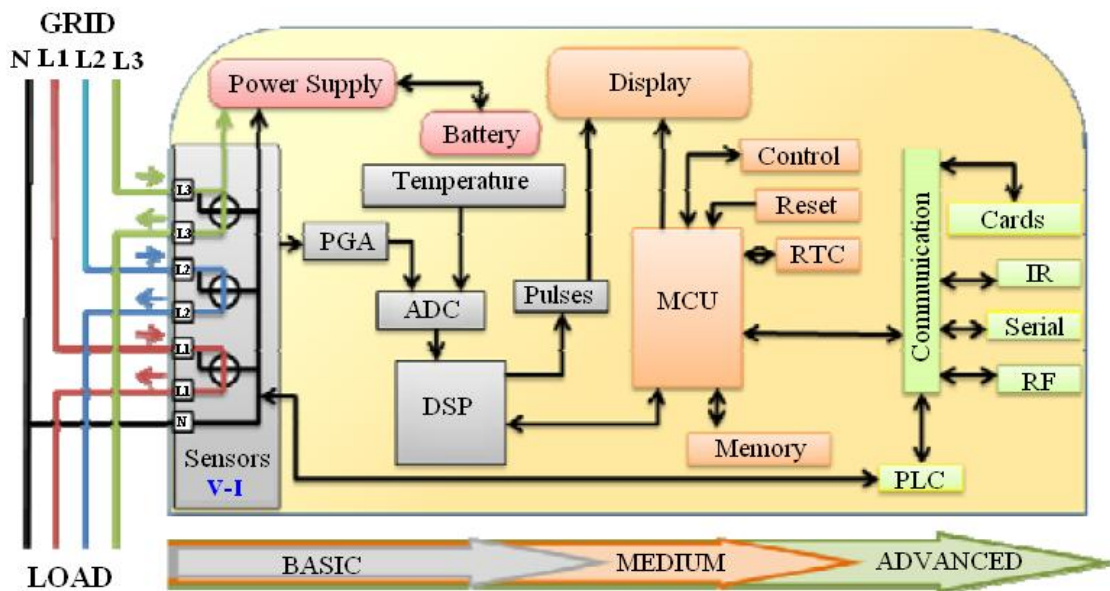 GRID
N L1 L2 L3
Power Supply
Battery
Display
Temperature
Control
Reset
RTC
MCU
Memory
PGA
ADC
Pulses
DSP
Communication
Cards
IR
Serial
RF
PLC
L3
L3
L2
L2
L1
L1
N
Sensors
V-I
LOAD
BASIC
MEDIUM
ADVANCED